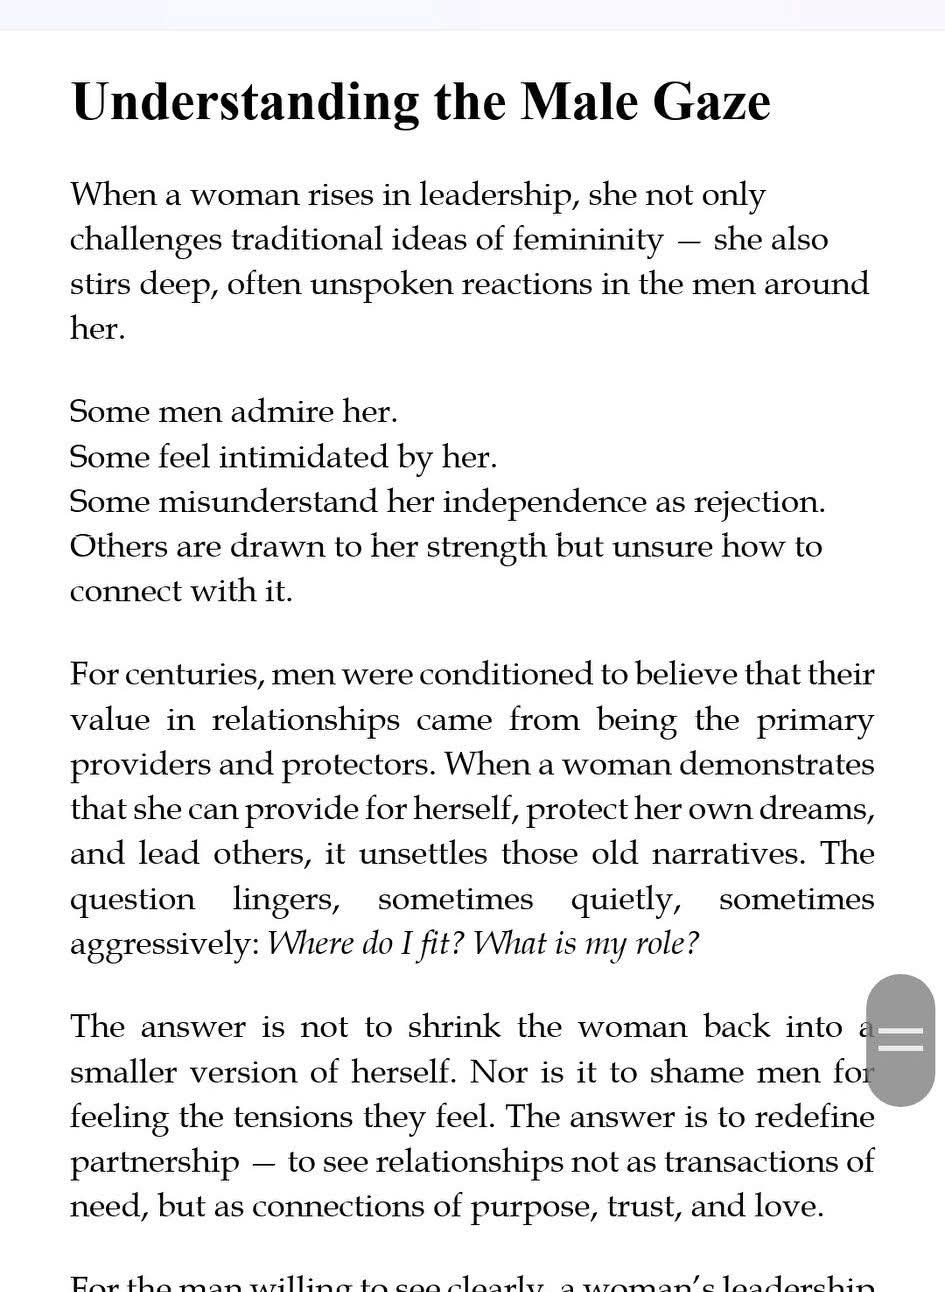 Understanding the Male Gaze
When a woman rises in leadership, she not only
challenges traditional ideas of femininity — she also
stirs deep, often unspoken reactions in the men around
her.
Some men admire her.
Some feel intimidated by her.
Some misunderstand her independence as rejection.
Others are drawn to her strength but unsure how to
connect with it.
For centuries, men were conditioned to believe that their
value in relationships came from being the primary
providers and protectors. When a woman demonstrates
that she can provide for herself, protect her own dreams,
and lead others, it unsettles those old narratives. The
question lingers, sometimes quietly, sometimes
aggressively: Where do I fit? What is my role?
The answer is not to shrink the woman back into a
smaller version of herself. Nor is it to shame men for
feeling the tensions they feel. The answer is to redefine
partnership — to see relationships not as transactions of
need, but as connections of purpose, trust, and love.
For the man willing to see clearly, a woman's leadership